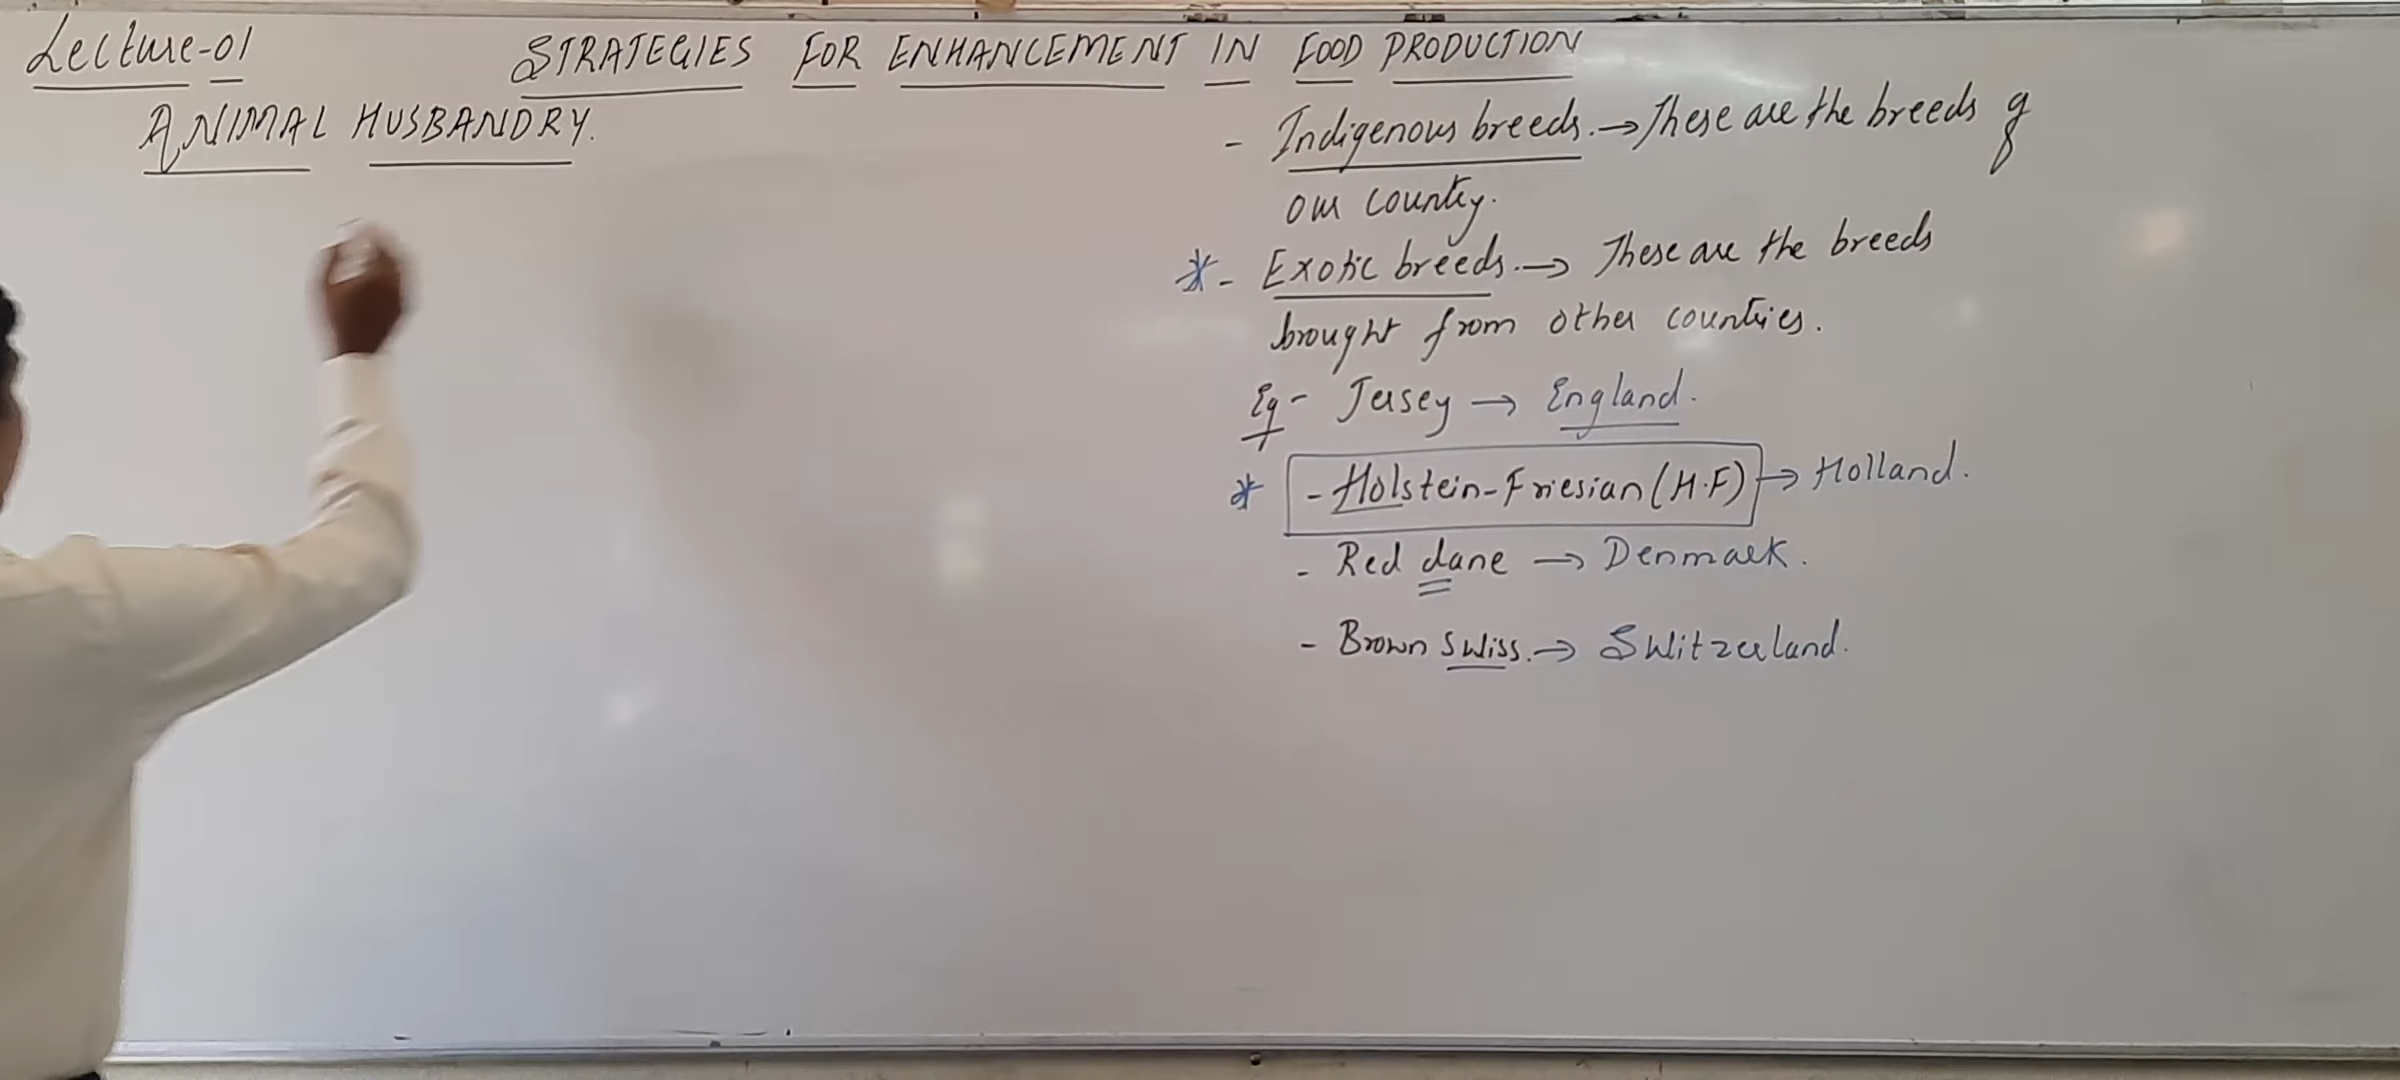 Lecture-01
STRATEGIES FOR ENHANCEMENT IN FOOD PRODUCTION
ANIMAL HUSBANDRY.
- Indigenous breeds. → These are the breeds of
our country.
* - Exotic breeds. → These are the breeds
brought from other countries.
Eg - Jersey → England.
* - Holstein-Friesian (H.F) → Holland.
- Red dane → Denmark.
- Brown Swiss. → Switzerland.